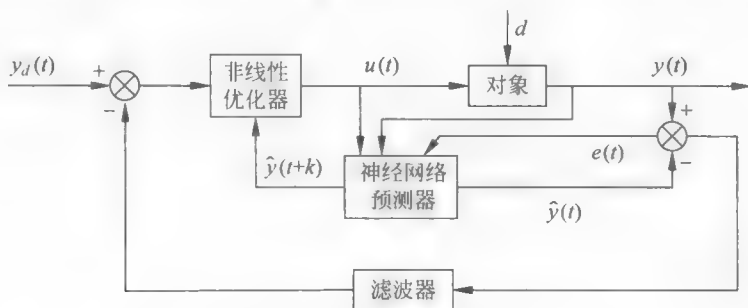 d
y_d(t)
+
−
非线性
优化器
u(t)
对象
y(t)
+
−
e(t)
ŷ(t+k)
神经网络
预测器
ŷ(t)
滤波器